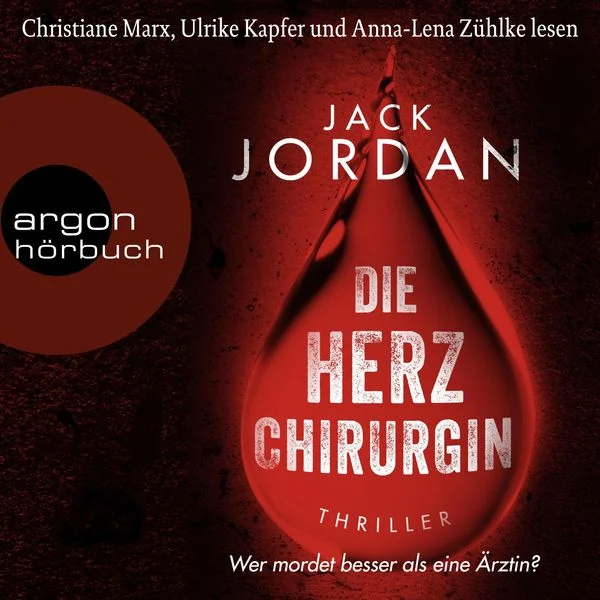 Christiane Marx, Ulrike Kapfer und Anna-Lena Zühlke lesen
JACK
JORDAN
argon
hörbuch
DIE
HERZ
CHIRURGIN
THRILLER
Wer mordet besser als eine Ärztin?